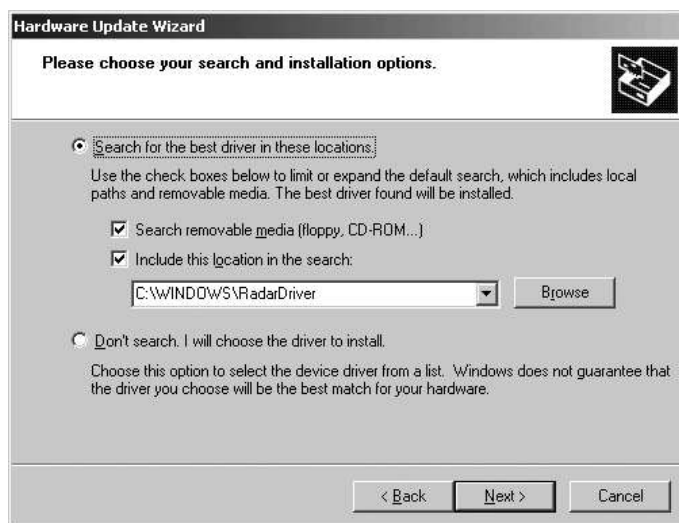 Hardware Update Wizard
Please choose your search and installation options.
Search for the best driver in these locations.
Use the check boxes below to limit or expand the default search, which includes local
paths and removable media. The best driver found will be installed.
Search removable media (floppy, CD-ROM...)
Include this location in the search:
C:\WINDOWS\RadarDriver
Browse
Don't search. I will choose the driver to install.
Choose this option to select the device driver from a list. Windows does not guarantee that
the driver you choose will be the best match for your hardware.
< Back
Next >
Cancel